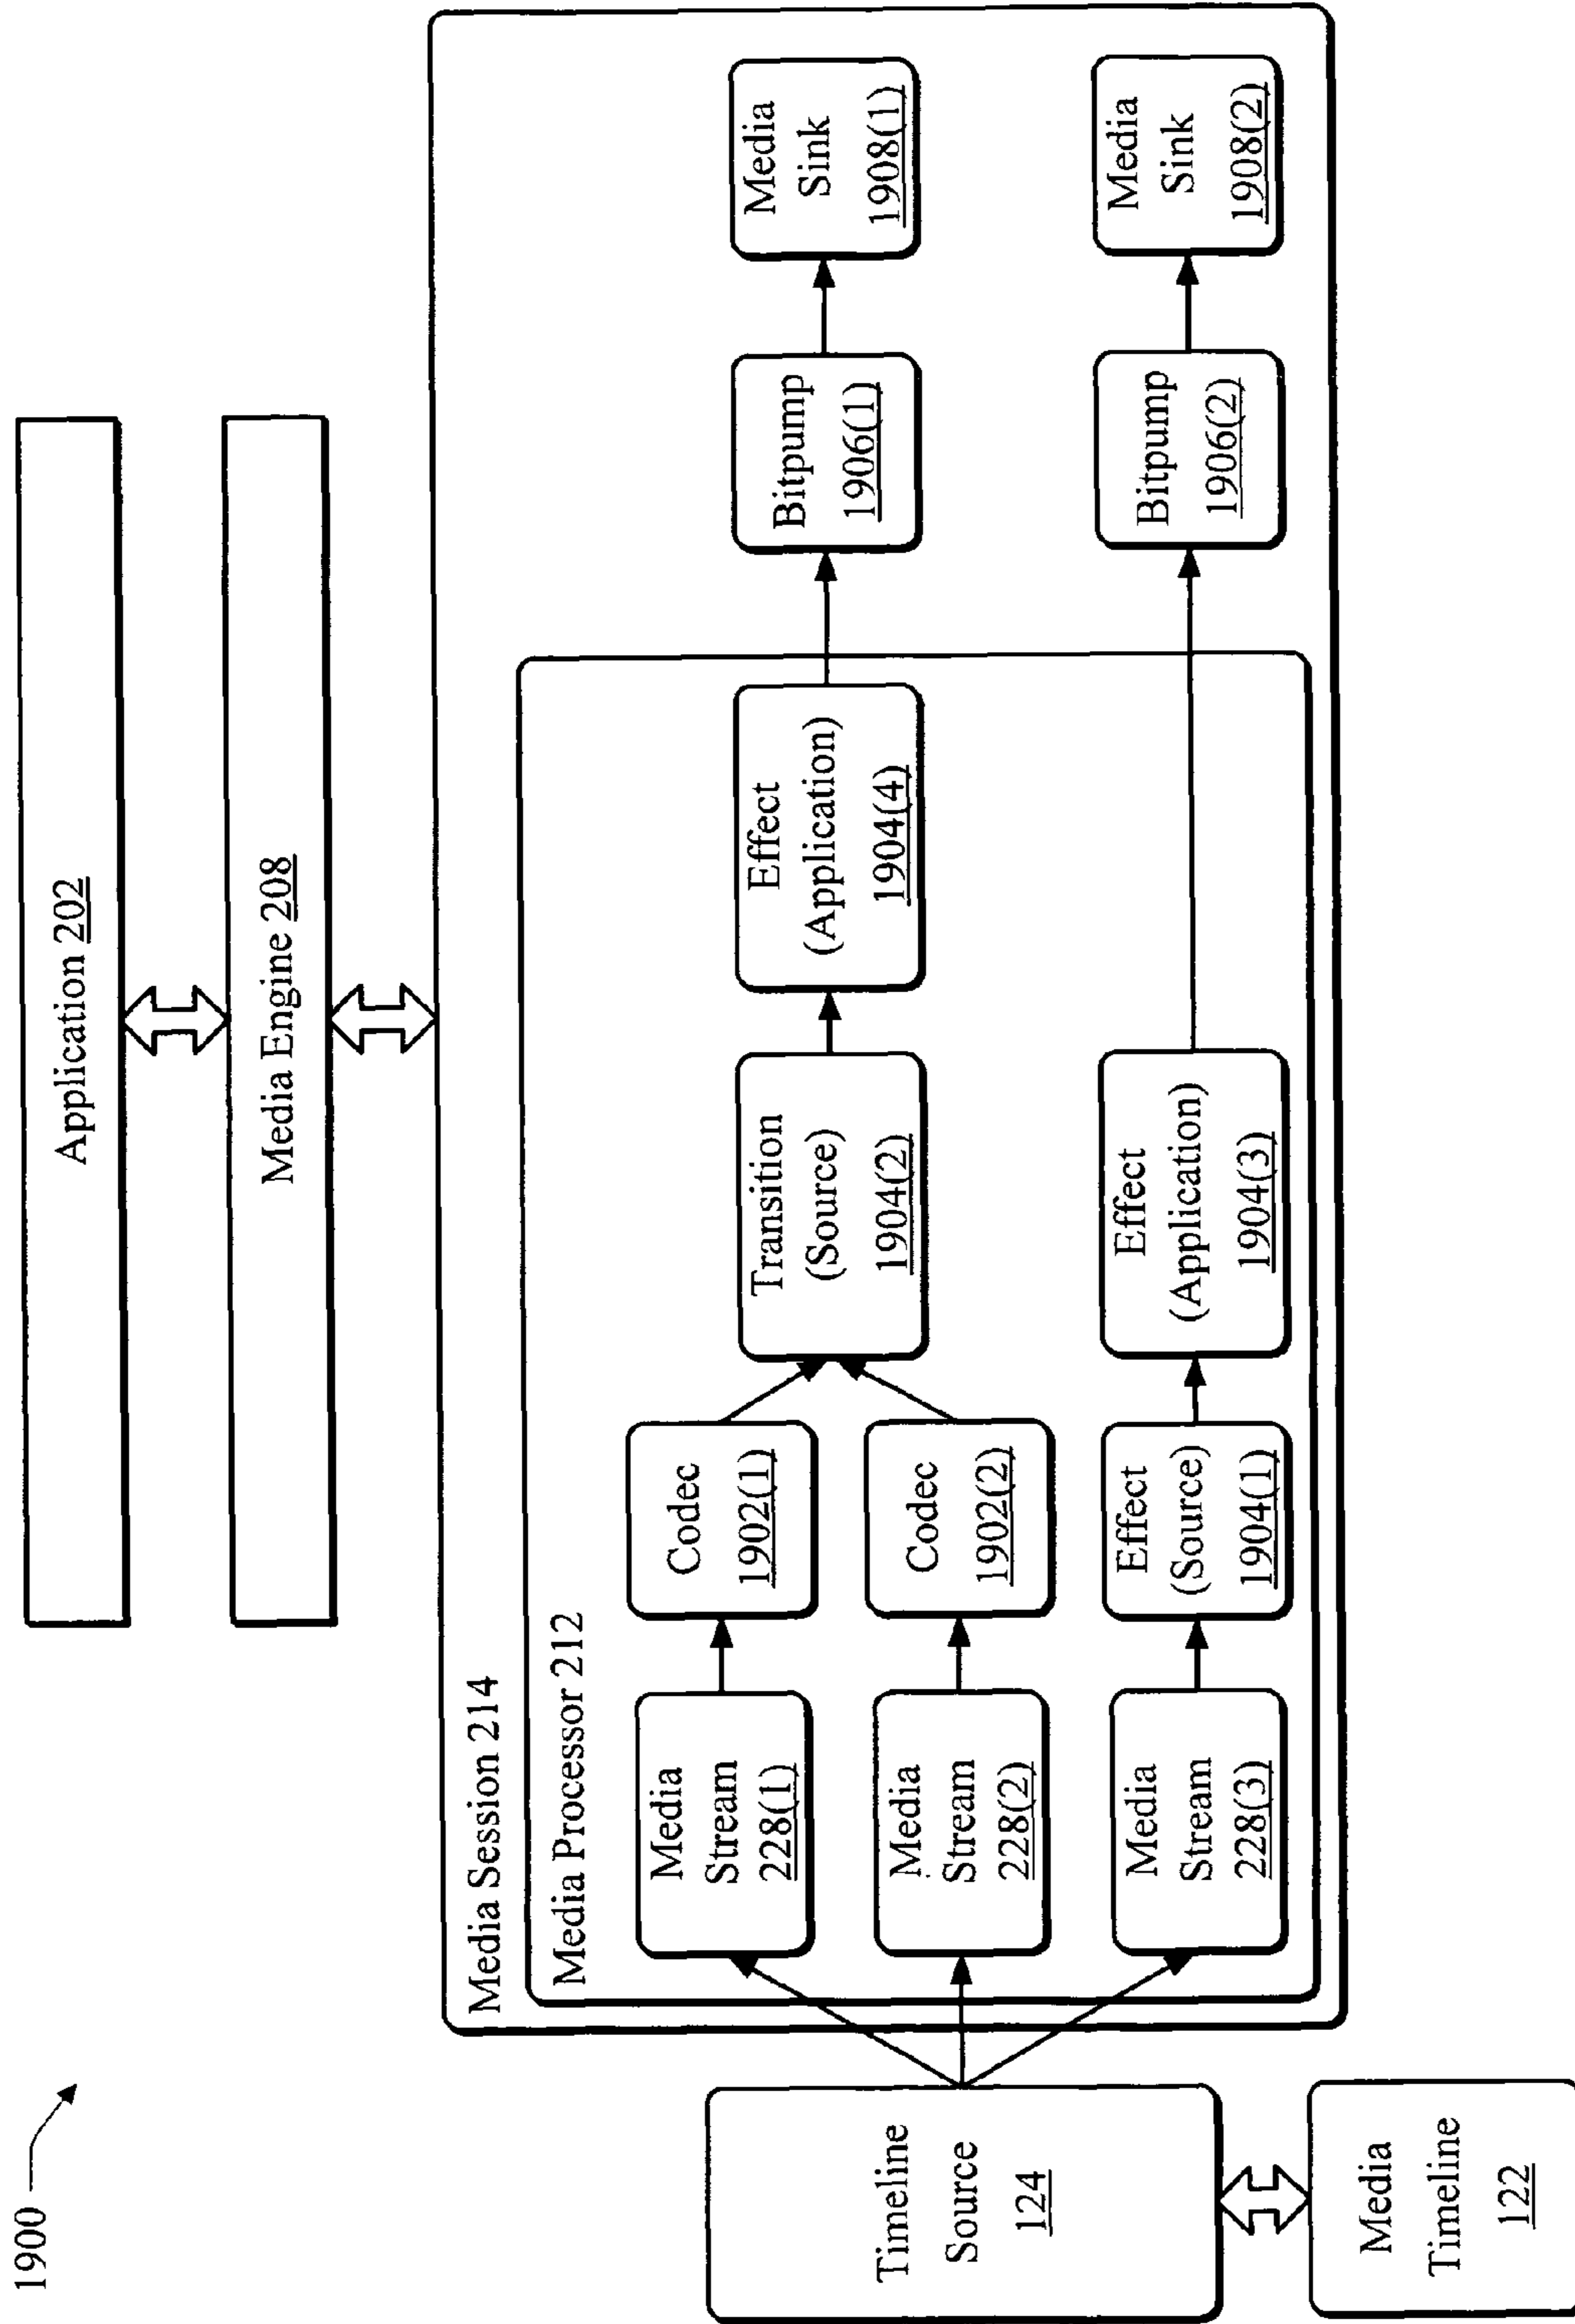 1900
Application 202
Media Engine 208
Media Session 214
Media Processor 212
Timeline
Source
124
Media
Timeline
122
Media
Stream
228(1)
Codec
1902(1)
Media
Stream
228(2)
Codec
1902(2)
Transition
(Source)
1904(2)
Effect
(Application)
1904(4)
Bitpump
1906(1)
Media
Sink
1908(1)
Media
Stream
228(3)
Effect
(Source)
1904(1)
Effect
(Application)
1904(3)
Bitpump
1906(2)
Media
Sink
1908(2)